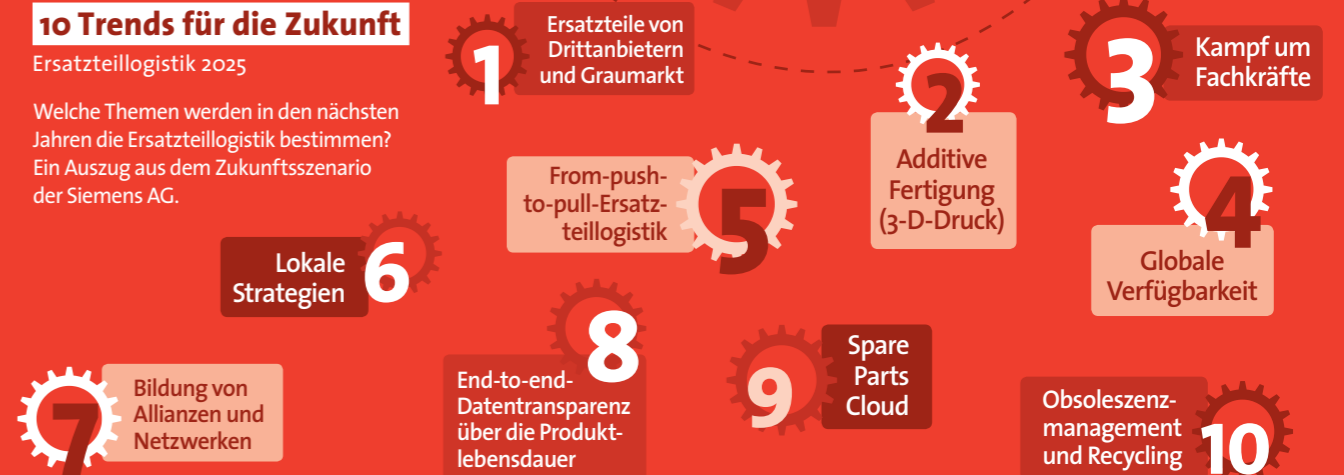 10 Trends für die Zukunft
Ersatzteillogistik 2025
Welche Themen werden in den nächsten
Jahren die Ersatzteillogistik bestimmen?
Ein Auszug aus dem Zukunftsszenario
der Siemens AG.
1
Ersatzteile von
Drittanbietern
und Graumarkt
2
Additive
Fertigung
(3-D-Druck)
3
Kampf um
Fachkräfte
4
Globale
Verfügbarkeit
5
From-push-
to-pull-Ersatz-
teillogistik
6
Lokale
Strategien
7
Bildung von
Allianzen und
Netzwerken
8
End-to-end-
Datentransparenz
über die Produkt-
lebensdauer
9
Spare
Parts
Cloud
10
Obsoleszenz-
management
und Recycling